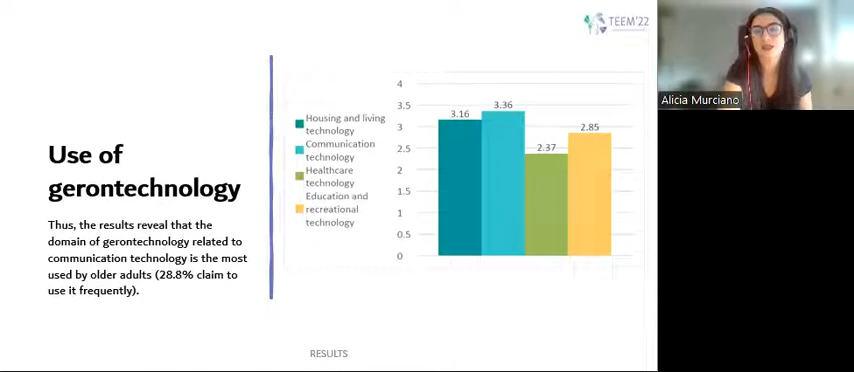 TEEM'22
Alicia Murciano
Use of
gerontechnology
Thus, the results reveal that the
domain of gerontechnology related to
communication technology is the most
used by older adults (28.8% claim to
use it frequently).
Housing and living
technology
Communication
technology
Healthcare
technology
Education and
recreational
technology
4
3.5
3
2.5
2
1.5
1
0.5
0
3.16
3.36
2.37
2.85
RESULTS